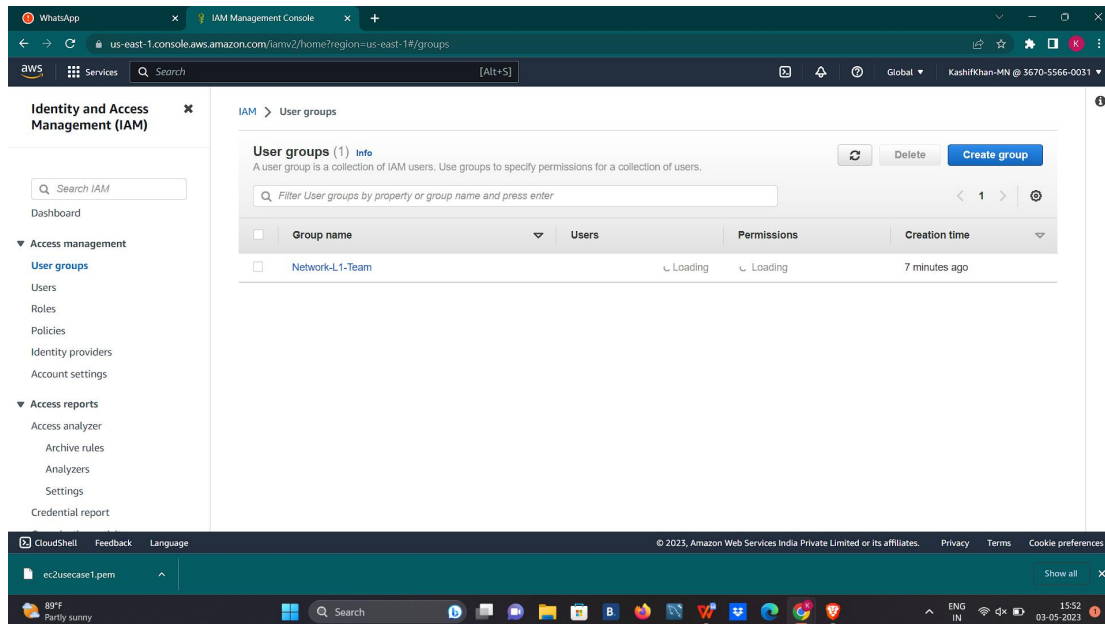 WhatsApp
IAM Management Console
us-east-1.console.aws.amazon.com/iamv2/home?region=us-east-1#/groups
K
aws
Services
Search
[Alt+S]
Global
KashifKhan-MN @ 3670-5566-0031
Identity and Access
Management (IAM)
Search IAM
Dashboard
Access management
User groups
Users
Roles
Policies
Identity providers
Account settings
Access reports
Access analyzer
Archive rules
Analyzers
Settings
Credential report
IAM > User groups
User groups (1) Info
A user group is a collection of IAM users. Use groups to specify permissions for a collection of users.
Delete
Create group
Filter User groups by property or group name and press enter
1
Group name Users Permissions Creation time
Network-L1-Team Loading Loading 7 minutes ago
CloudShell Feedback Language
© 2023, Amazon Web Services India Private Limited or its affiliates. Privacy Terms Cookie preferences
ec2usecase1.pem
Show all
89°F
Partly sunny
Search
ENG
IN
15:52
03-05-2023
1